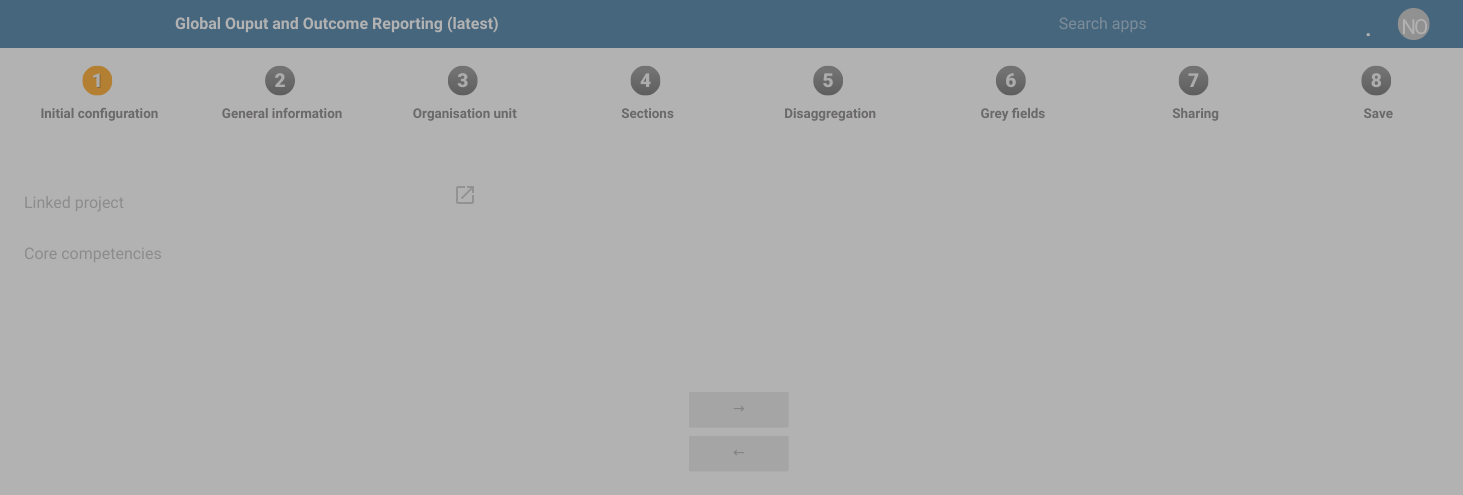 Global Ouput and Outcome Reporting (latest)
Search apps
NO
1 2 3 4 5 6 7 8
Initial configuration General information Organisation unit Sections Disaggregation Grey fields Sharing Save
Linked project
Core competencies
→
←